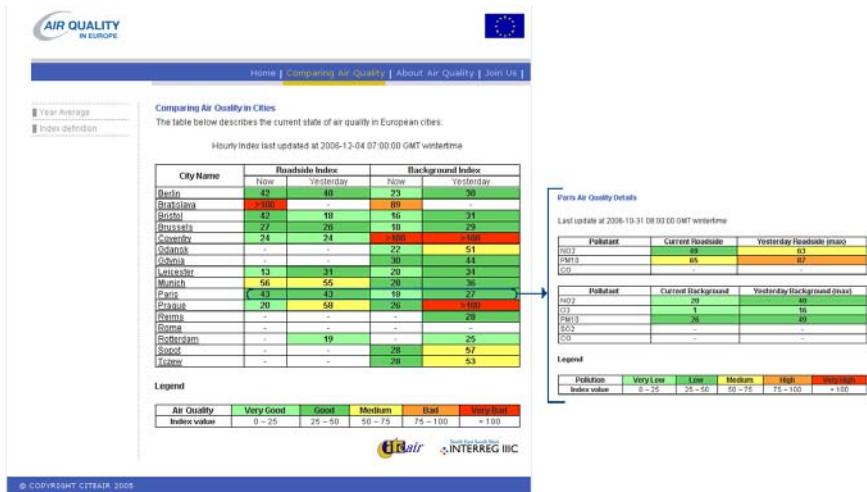 AIR QUALITY
IN EUROPE
Home | Comparing Air Quality | About Air Quality | Join Us |
Year Average
Index definition
Comparing Air Quality in Cities
The table below describes the current state of air quality in European cities:
Hourly Index last updated at 2006-12-04 07:00:00 GMT wintertime
City Name Roadside Index Background Index
Now Yesterday Now Yesterday
Berlin 42 40 23 30
Bratislava >100 - 89 -
Bristol 42 18 16 31
Brussels 27 26 18 29
Coventry 24 24 >100 >100
Gdansk - - 22 51
Gdynia - - 30 44
Leicester 13 31 20 34
Munich 56 55 20 36
Paris 43 43 18 27
Prague 20 58 26 >100
Reims - - - 28
Rome - - - -
Rotterdam - 19 - 25
Sopot - - 28 57
Tczew - - 28 53
Legend
Air Quality Very Good Good Medium Bad Very Bad
Index value 0 – 25 25 – 50 50 – 75 75 – 100 > 100
citeair
South East South West
INTERREG IIIC
© COPYRIGHT CITEAIR 2005
Paris Air Quality Details
Last update at 2006-10-31 08:00:00 GMT wintertime
Pollutant Current Roadside Yesterday Roadside (max)
NO2 49 63
PM10 65 87
CO - -
Pollutant Current Background Yesterday Background (max)
NO2 20 40
O3 1 16
PM10 26 49
SO2 - -
CO - -
Legend
Pollution Very Low Low Medium High Very High
Index value 0 – 25 25 – 50 50 – 75 75 – 100 > 100